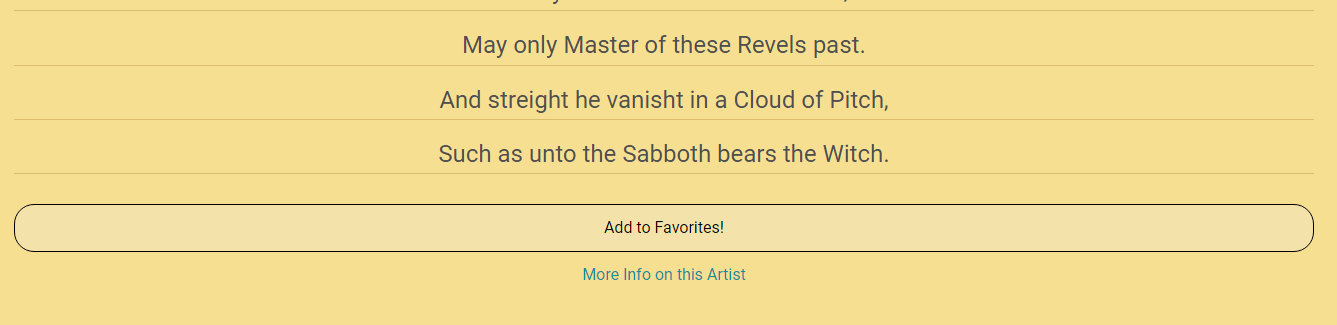 May only Master of these Revels past.
And streight he vanisht in a Cloud of Pitch,
Such as unto the Sabboth bears the Witch.
Add to Favorites!
More Info on this Artist